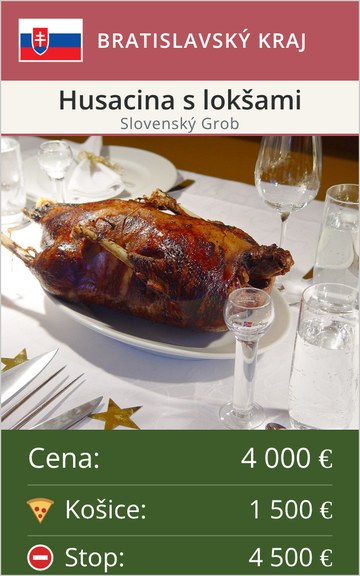 BRATISLAVSKÝ KRAJ
Husacina s lokšami
Slovenský Grob
Cena: 4 000 €
Košice: 1 500 €
Stop: 4 500 €